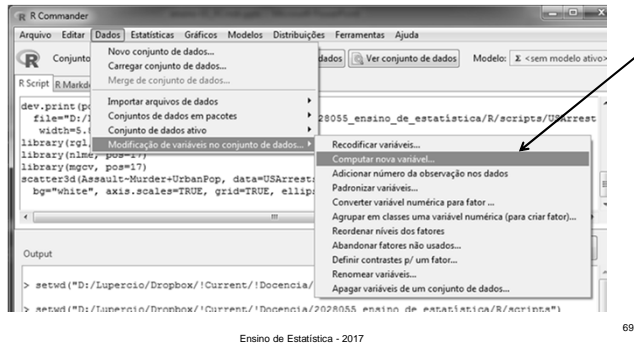 R Commander
Arquivo Editar Dados Estatísticas Gráficos Modelos Distribuições Ferramentas Ajuda
Conjunto
dados Ver conjunto de dados Modelo: Σ <sem modelo ativo>
Novo conjunto de dados...
Carregar conjunto de dados...
Merge de conjunto de dados...
Importar arquivos de dados
Conjuntos de dados em pacotes
Conjunto de dados ativo
Modificação de variáveis no conjunto de dados...
Recodificar variáveis...
Computar nova variável...
Adicionar número da observação nos dados
Padronizar variáveis...
Converter variável numérica para fator ...
Agrupar em classes uma variável numérica (para criar fator)...
Reordenar níveis dos fatores
Abandonar fatores não usados...
Definir contrastes p/ um fator...
Renomear variáveis...
Apagar variáveis de um conjunto de dados...
R Script R Markd
dev.print(po
file="D:/ 28055_ensino_de_estatistica/R/scripts/USArrest
width=5.
library(rgl,
library(nlme, pos=17)
library(mgcv, pos=17)
scatter3d(Assault~Murder+UrbanPop, data=USArrest
bg="white", axis.scales=TRUE, grid=TRUE, ellip
Output
> setwd("D:/Lupercio/Dropbox/!Current/!Docencia/
> setwd("D:/Lupercio/Dropbox/!Current/!Docencia/2028055_ensino_de_estatistica/R/scripts")
Ensino de Estatística - 2017
69